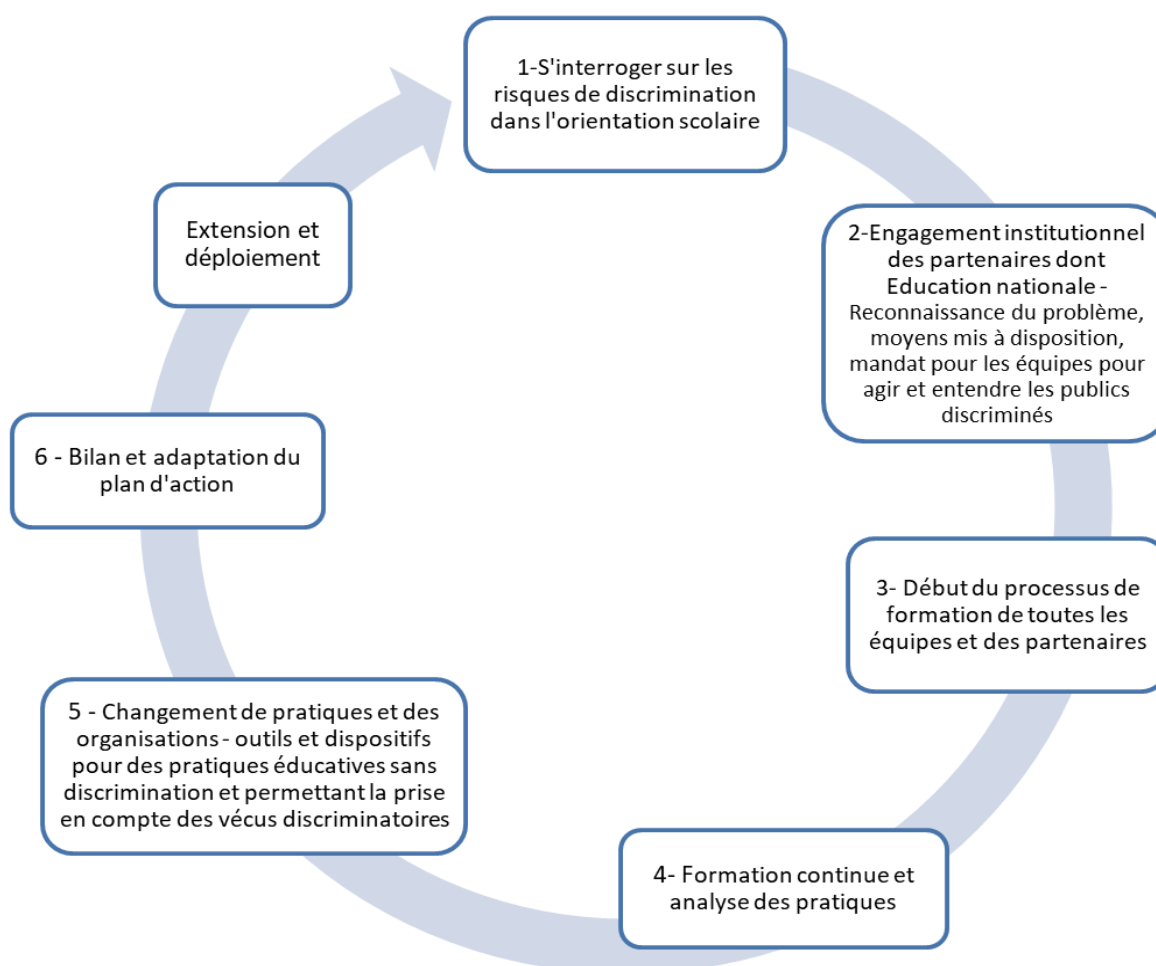 1-S'interroger sur les
risques de discrimination
dans l'orientation scolaire
2-Engagement institutionnel
des partenaires dont
Education nationale -
Reconnaissance du problème,
moyens mis à disposition,
mandat pour les équipes pour
agir et entendre les publics
discriminés
3- Début du processus de
formation de toutes les
équipes et des partenaires
4- Formation continue et
analyse des pratiques
5 - Changement de pratiques et des
organisations - outils et dispositifs
pour des pratiques éducatives sans
discrimination et permettant la prise
en compte des vécus discriminatoires
6 - Bilan et adaptation du
plan d'action
Extension et
déploiement